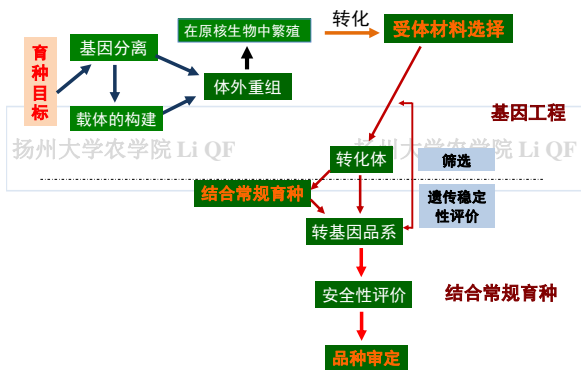 在原核生物中繁殖
转化
受体材料选择
育种目标
基因分离
体外重组
载体的构建
基因工程
扬州大学农学院 Li QF
扬州大学农学院 Li QF
转化体
筛选
结合常规育种
遗传稳定
性评价
转基因品系
安全性评价
结合常规育种
品种审定